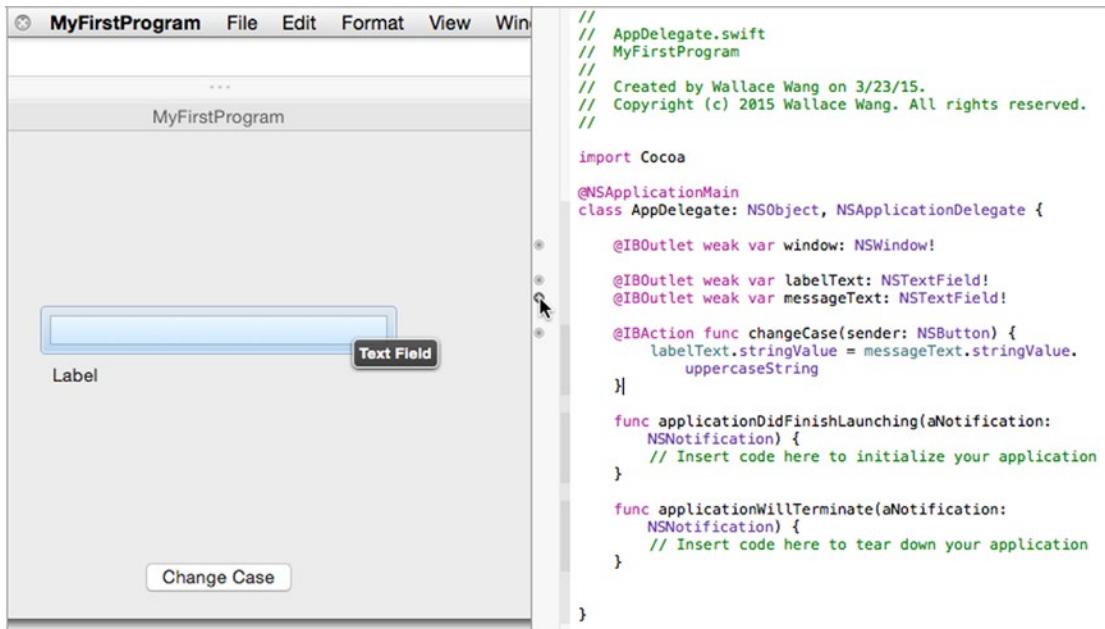 MyFirstProgram File Edit Format View Win
MyFirstProgram
Text Field
Label
Change Case
//
// AppDelegate.swift
// MyFirstProgram
//
// Created by Wallace Wang on 3/23/15.
// Copyright (c) 2015 Wallace Wang. All rights reserved.
//
import Cocoa
@NSApplicationMain
class AppDelegate: NSObject, NSApplicationDelegate {
@IBOutlet weak var window: NSWindow!
@IBOutlet weak var labelText: NSTextField!
@IBOutlet weak var messageText: NSTextField!
@IBAction func changeCase(sender: NSButton) {
labelText.stringValue = messageText.stringValue.
uppercaseString
}
func applicationDidFinishLaunching(aNotification:
NSNotification) {
// Insert code here to initialize your application
}
func applicationWillTerminate(aNotification:
NSNotification) {
// Insert code here to tear down your application
}
}